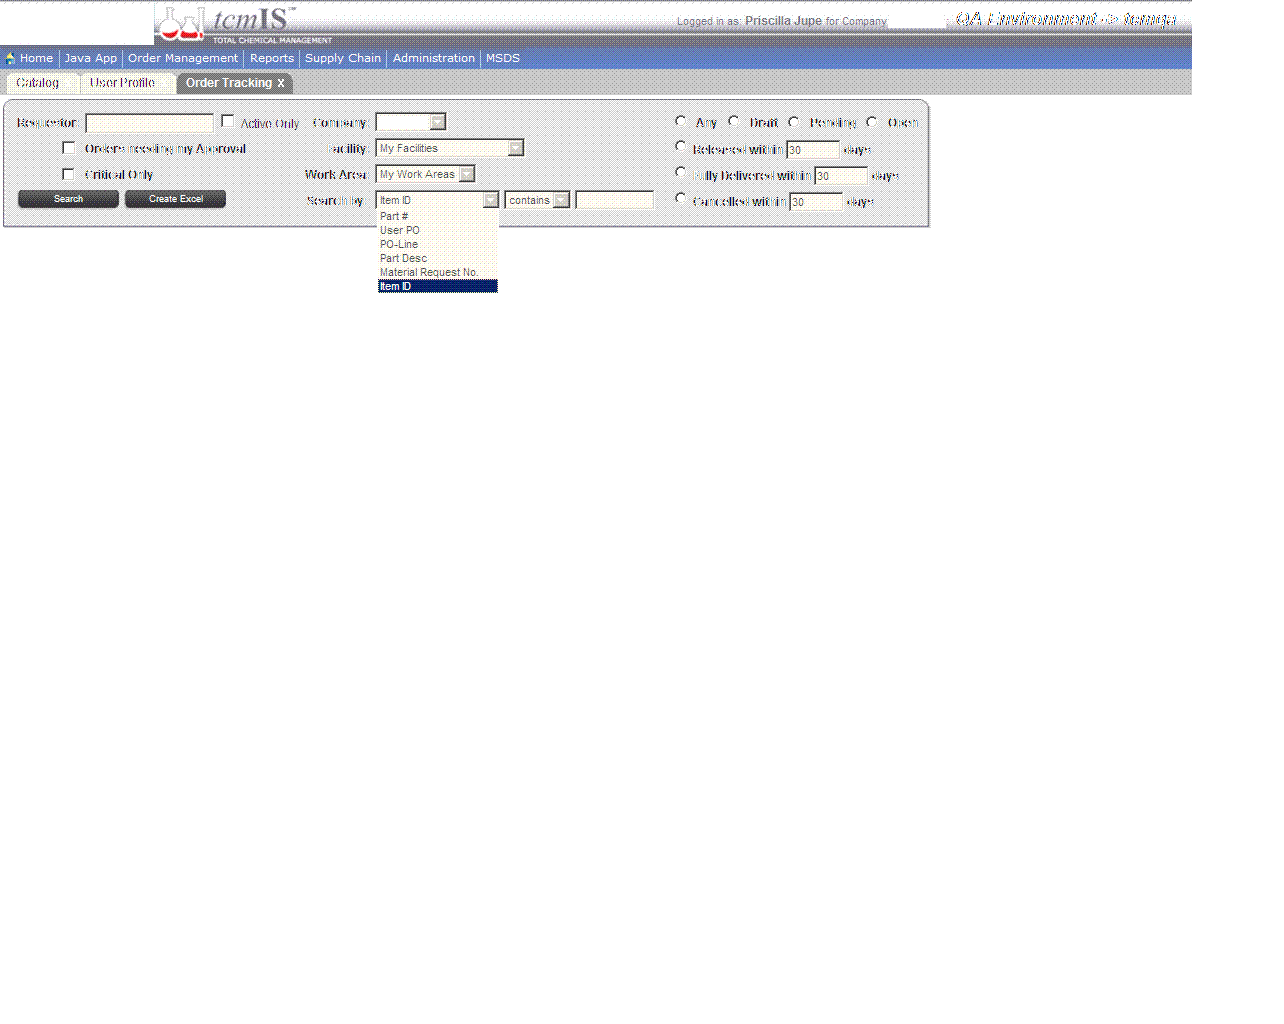 tcmIS™
TOTAL CHEMICAL MANAGEMENT
Logged in as: Priscilla Jupe for Company
QA Environment -> tcmqa
Home Java App Order Management Reports Supply Chain Administration MSDS
Catalog User Profile Order Tracking X
Requestor: Active Only Company: Any Draft Pending Open
Orders needing my Approval Facility: My Facilities Released within 30 days
Critical Only Work Area: My Work Areas Fully Delivered within 30 days
Search Create Excel Search by: Item ID contains Cancelled within 30 days
Part #
User PO
PO-Line
Part Desc
Material Request No.
Item ID